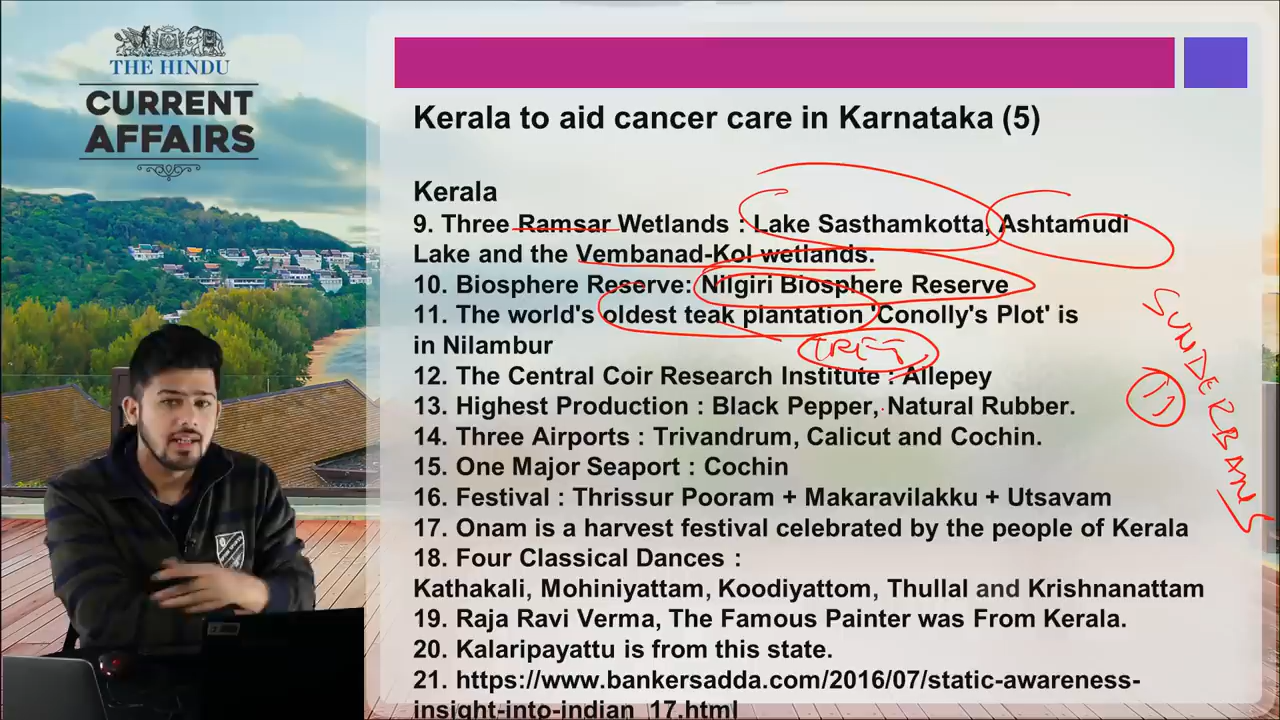 THE HINDU
CURRENT
AFFAIRS
Kerala to aid cancer care in Karnataka (5)
Kerala
9. Three Ramsar Wetlands : Lake Sasthamkotta, Ashtamudi
Lake and the Vembanad-Kol wetlands.
10. Biosphere Reserve: Nilgiri Biosphere Reserve
11. The world's oldest teak plantation 'Conolly's Plot' is
in Nilambur
12. The Central Coir Research Institute : Allepey
13. Highest Production : Black Pepper, Natural Rubber.
14. Three Airports : Trivandrum, Calicut and Cochin.
15. One Major Seaport : Cochin
16. Festival : Thrissur Pooram + Makaravilakku + Utsavam
17. Onam is a harvest festival celebrated by the people of Kerala
18. Four Classical Dances :
Kathakali, Mohiniyattam, Koodiyattom, Thullal and Krishnanattam
19. Raja Ravi Verma, The Famous Painter was From Kerala.
20. Kalaripayattu is from this state.
21. https://www.bankersadda.com/2016/07/static-awareness-
insight-into-indian_17.html
SUNDERBANS